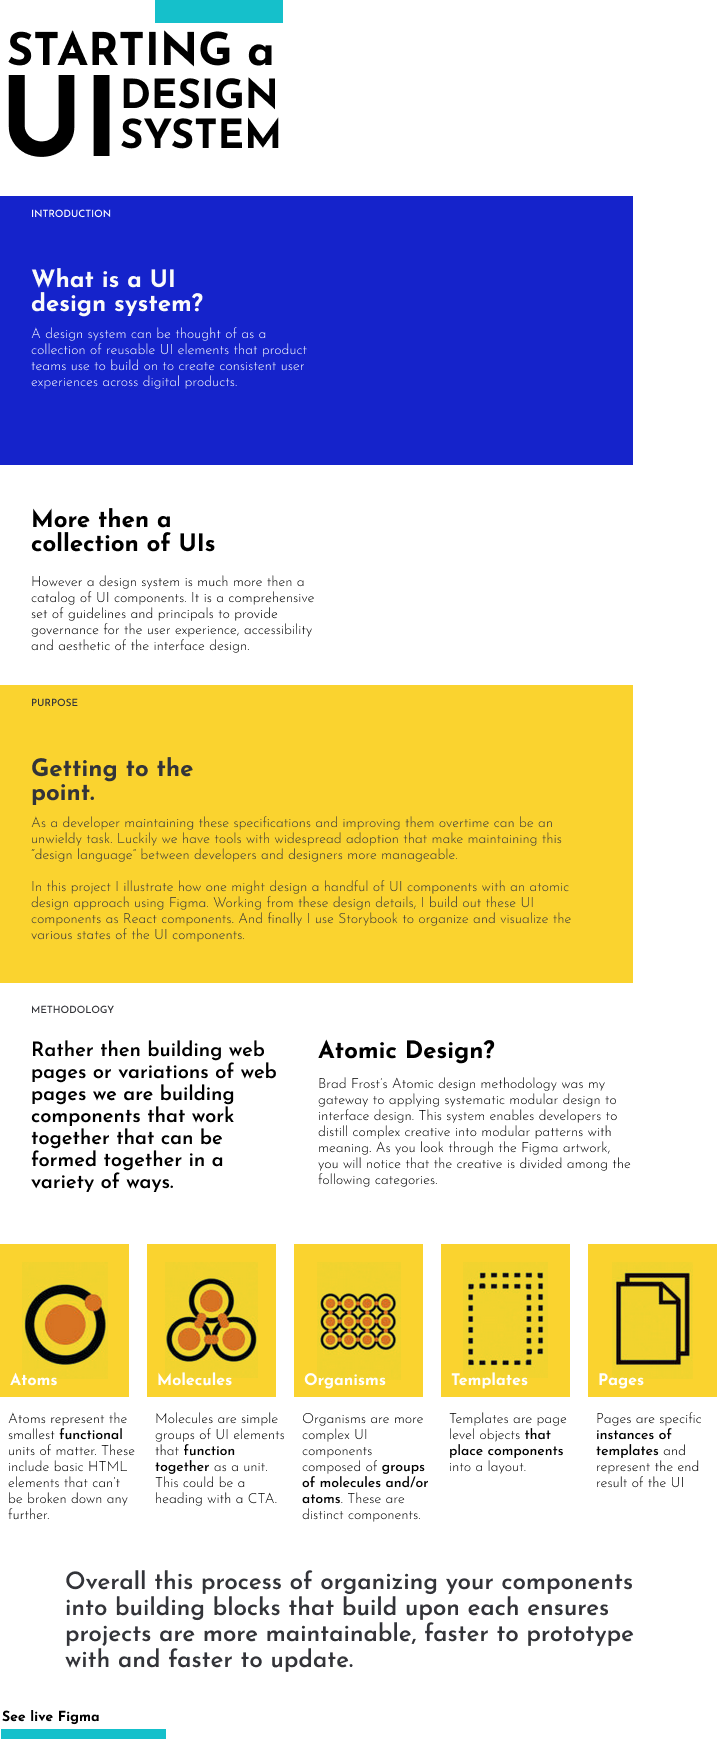 STARTING a
UI DESIGN
SYSTEM
INTRODUCTION
What is a UI
design system?
A design system can be thought of as a
collection of reusable UI elements that product
teams use to build on to create consistent user
experiences across digital products.
More then a
collection of UIs
However a design system is much more then a
catalog of UI components. It is a comprehensive
set of guidelines and principals to provide
governance for the user experience, accessibility
and aesthetic of the interface design.
PURPOSE
Getting to the
point.
As a developer maintaining these specifications and improving them overtime can be an
unwieldy task. Luckily we have tools with widespread adoption that make maintaining this
“design language” between developers and designers more manageable.
In this project I illustrate how one might design a handful of UI components with an atomic
design approach using Figma. Working from these design details, I build out these UI
components as React components. And finally I use Storybook to organize and visualize the
various states of the UI components.
METHODOLOGY
Rather then building web
pages or variations of web
pages we are building
components that work
together that can be
formed together in a
variety of ways.
Atomic Design?
Brad Frost's Atomic design methodology was my
gateway to applying systematic modular design to
interface design. This system enables developers to
distill complex creative into modular patterns with
meaning. As you look through the Figma artwork,
you will notice that the creative is divided among the
following categories.
Atoms
Atoms represent the
smallest functional
units of matter. These
include basic HTML
elements that can't
be broken down any
further.
Molecules
Molecules are simple
groups of UI elements
that function
together as a unit.
This could be a
heading with a CTA.
Organisms
Organisms are more
complex UI
components
composed of groups
of molecules and/or
atoms. These are
distinct components.
Templates
Templates are page
level objects that
place components
into a layout.
Pages
Pages are specific
instances of
templates and
represent the end
result of the UI
Overall this process of organizing your components
into building blocks that build upon each ensures
projects are more maintainable, faster to prototype
with and faster to update.
See live Figma